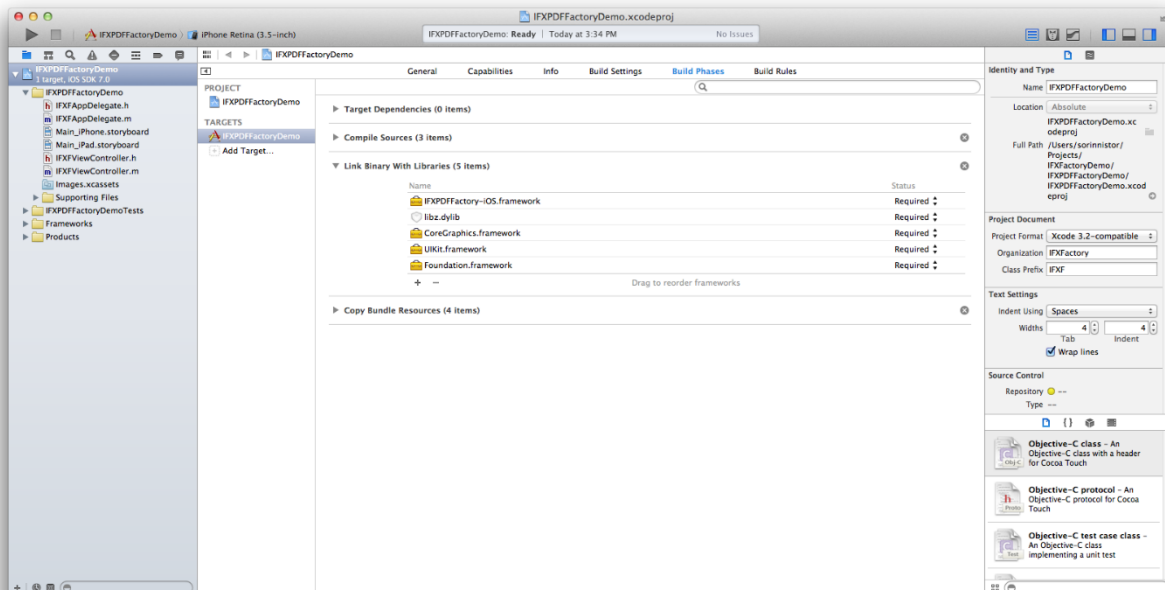 IFXPDFFactoryDemo.xcodeproj
IFXPDFFactoryDemo
iPhone Retina (3.5-inch)
IFXPDFFactoryDemo: Ready | Today at 3:34 PM
No Issues
IFXPDFFactoryDemo
1 target, iOS SDK 7.0
IFXPDFFactoryDemo
IFXFAppDelegate.h
IFXFAppDelegate.m
Main_iPhone.storyboard
Main_iPad.storyboard
IFXFViewController.h
IFXFViewController.m
Images.xcassets
Supporting Files
IFXPDFFactoryDemoTests
Frameworks
Products
IFXPDFFactoryDemo
General Capabilities Info Build Settings Build Phases Build Rules
PROJECT
IFXPDFFactoryDemo
TARGETS
IFXPDFFactoryDemo
Add Target...
Target Dependencies (0 items)
Compile Sources (3 items)
Link Binary With Libraries (5 items)
Name Status
IFXPDFFactory-iOS.framework Required
libz.dylib Required
CoreGraphics.framework Required
UIKit.framework Required
Foundation.framework Required
+ − Drag to reorder frameworks
Copy Bundle Resources (4 items)
Identity and Type
Name IFXPDFFactoryDemo
Location Absolute
IFXPDFFactoryDemo.xc
odeproj
Full Path /Users/sorinnistor/
Projects/
IFXFactoryDemo/
IFXPDFFactoryDemo/
IFXPDFFactoryDemo.xcod
eproj
Project Document
Project Format Xcode 3.2-compatible
Organization IFXFactory
Class Prefix IFXF
Text Settings
Indent Using Spaces
Widths 4 4
Tab Indent
Wrap lines
Source Control
Repository --
Type --
{ }
Objective-C class - An
Objective-C class with a header
for Cocoa Touch
Objective-C protocol - An
Objective-C protocol for Cocoa
Touch
Objective-C test case class -
An Objective-C class
implementing a unit test